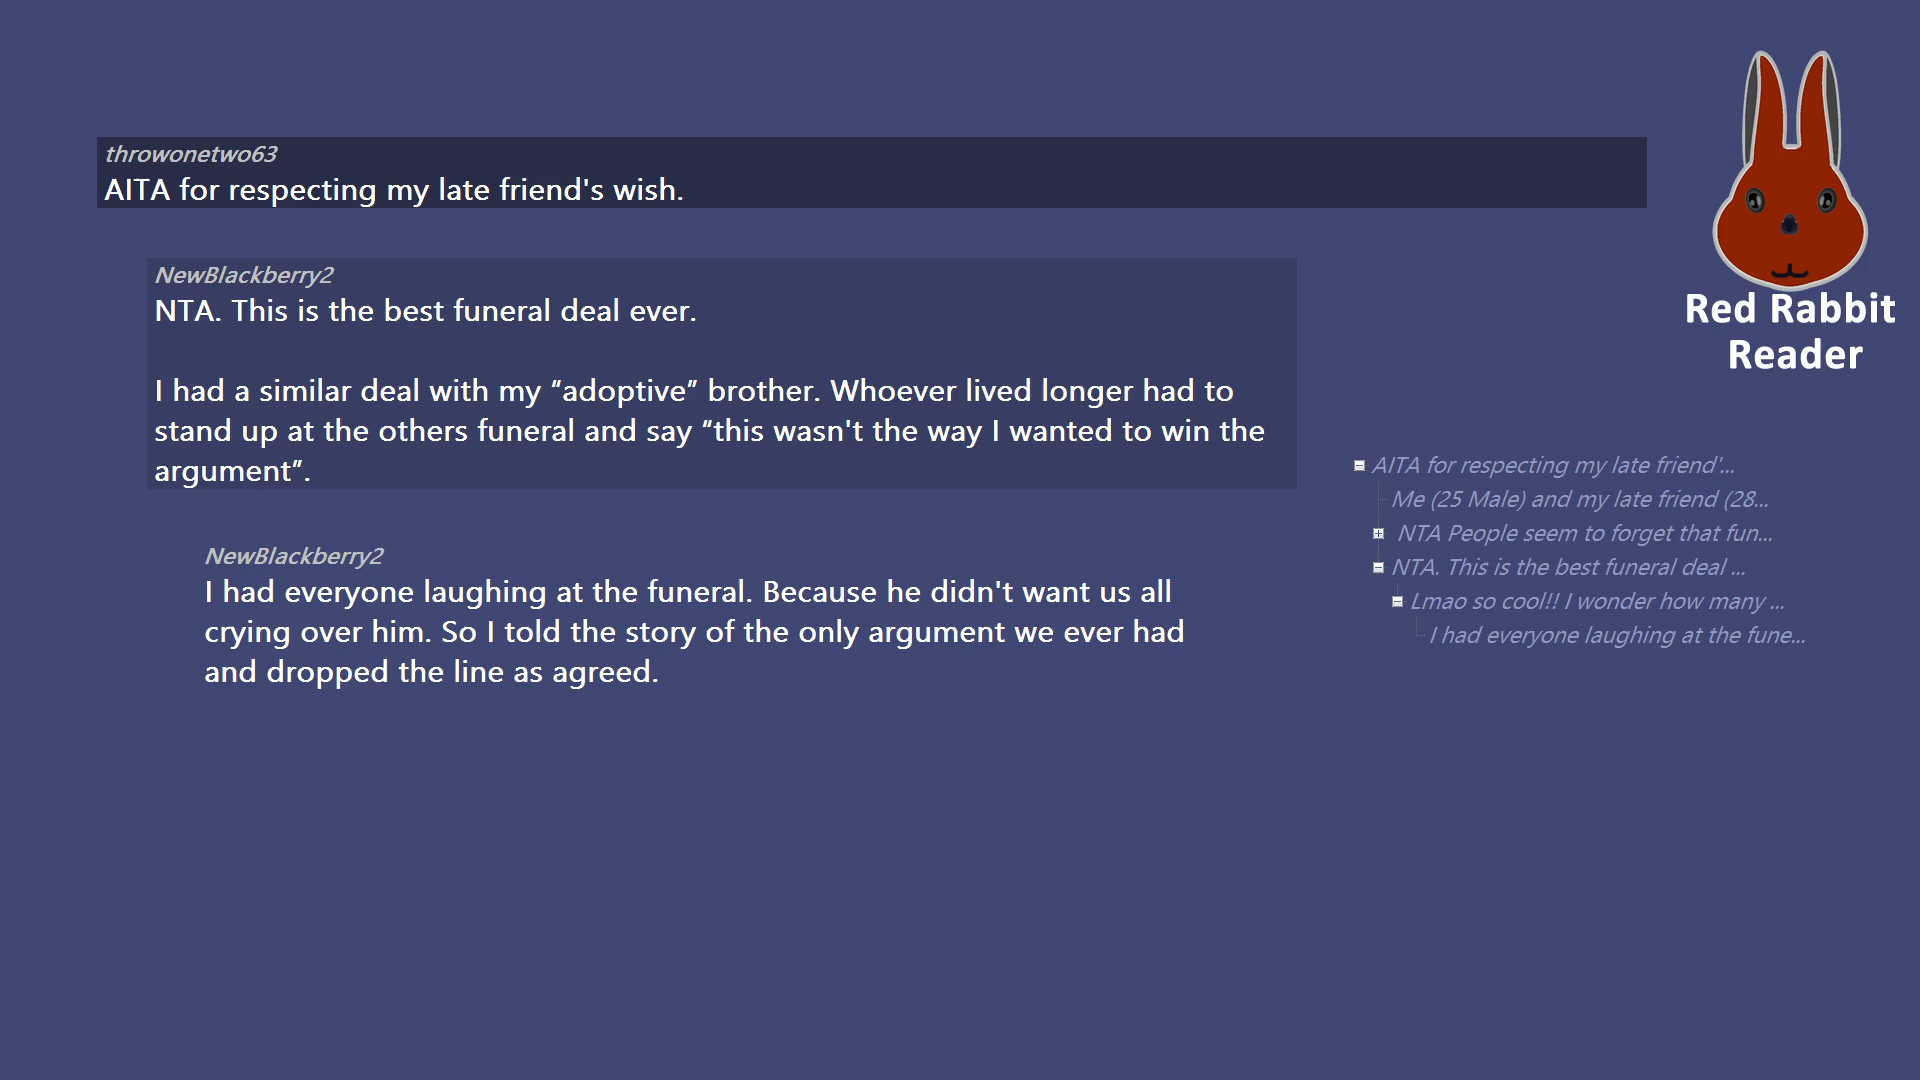 throwonetwo63
AITA for respecting my late friend's wish.
NewBlackberry2
NTA. This is the best funeral deal ever.
I had a similar deal with my “adoptive” brother. Whoever lived longer had to
stand up at the others funeral and say “this wasn't the way I wanted to win the
argument”.
NewBlackberry2
I had everyone laughing at the funeral. Because he didn't want us all
crying over him. So I told the story of the only argument we ever had
and dropped the line as agreed.
Red Rabbit
Reader
AITA for respecting my late friend'...
Me (25 Male) and my late friend (28...
NTA People seem to forget that fun...
NTA. This is the best funeral deal ...
Lmao so cool!! I wonder how many ...
I had everyone laughing at the fune...